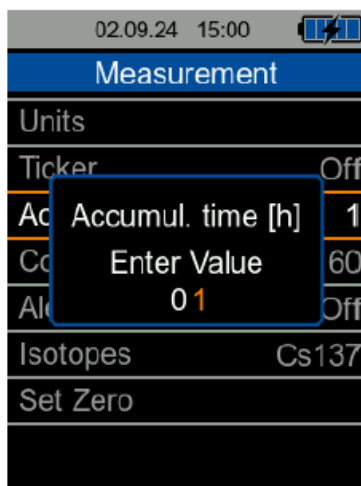 02.09.24 15:00
Measurement
Units
Ticker Off
Accumul. time [h]
1
Enter Value
60
01
Off
Isotopes Cs137
Set Zero